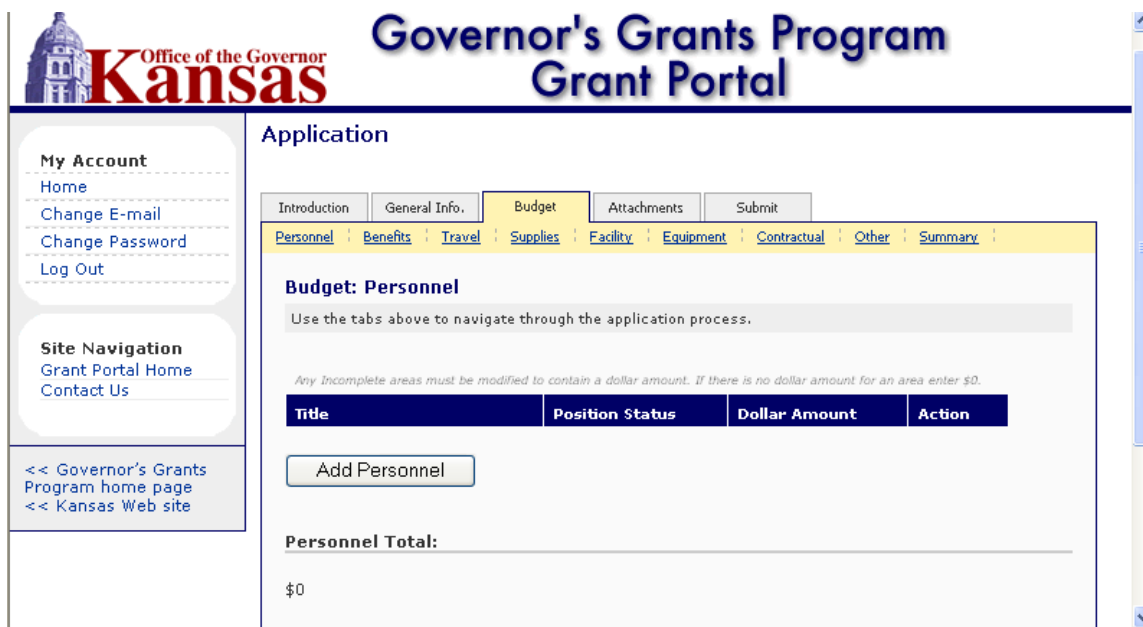 Office of the Governor
Kansas
Governor's Grants Program
Grant Portal
My Account
Home
Change E-mail
Change Password
Log Out
Site Navigation
Grant Portal Home
Contact Us
<< Governor's Grants
Program home page
<< Kansas Web site
Application
Introduction General Info. Budget Attachments Submit
Personnel Benefits Travel Supplies Facility Equipment Contractual Other Summary
Budget: Personnel
Use the tabs above to navigate through the application process.
Any Incomplete areas must be modified to contain a dollar amount. If there is no dollar amount for an area enter $0.
Title Position Status Dollar Amount Action
Add Personnel
Personnel Total:
$0